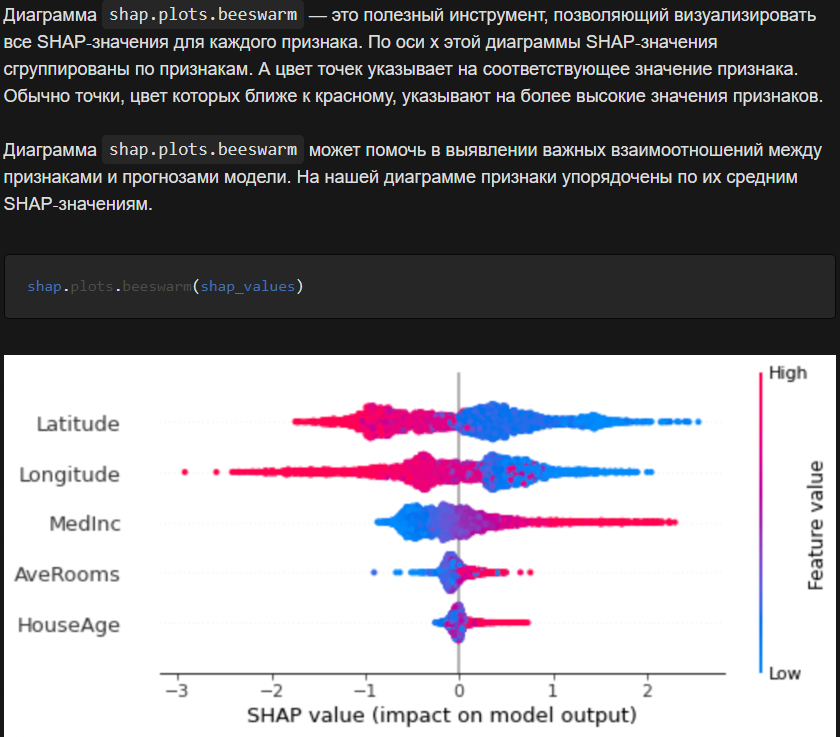 Диаграмма shap.plots.beeswarm — это полезный инструмент, позволяющий визуализировать
все SHAP-значения для каждого признака. По оси x этой диаграммы SHAP-значения
сгруппированы по признакам. А цвет точек указывает на соответствующее значение признака.
Обычно точки, цвет которых ближе к красному, указывают на более высокие значения признаков.
Диаграмма shap.plots.beeswarm может помочь в выявлении важных взаимоотношений между
признаками и прогнозами модели. На нашей диаграмме признаки упорядочены по их средним
SHAP-значениям.
shap.plots.beeswarm(shap_values)
High
Latitude
Longitude
MedInc
AveRooms
HouseAge
Feature value
Low
−3 −2 −1 0 1 2
SHAP value (impact on model output)